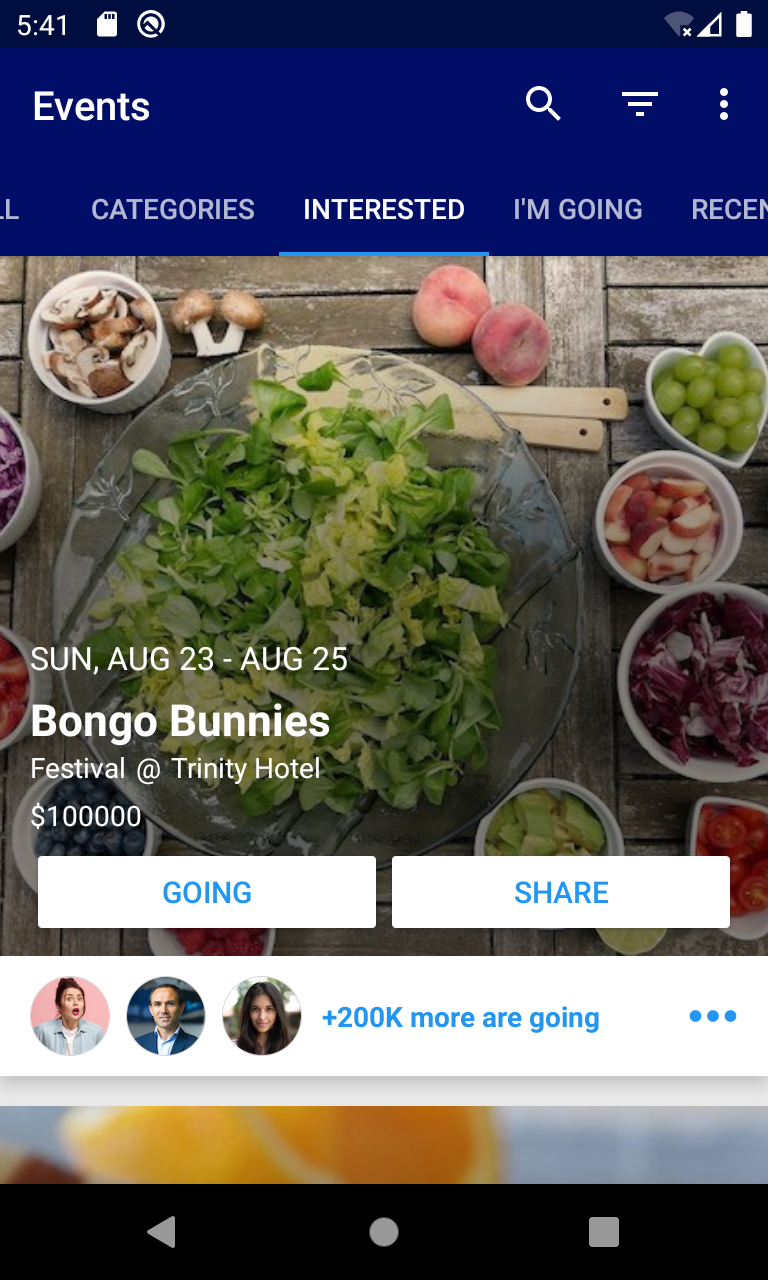 5:41
Events
LL CATEGORIES INTERESTED I'M GOING RECEN
SUN, AUG 23 - AUG 25
Bongo Bunnies
Festival @ Trinity Hotel
$100000
GOING SHARE
+200K more are going